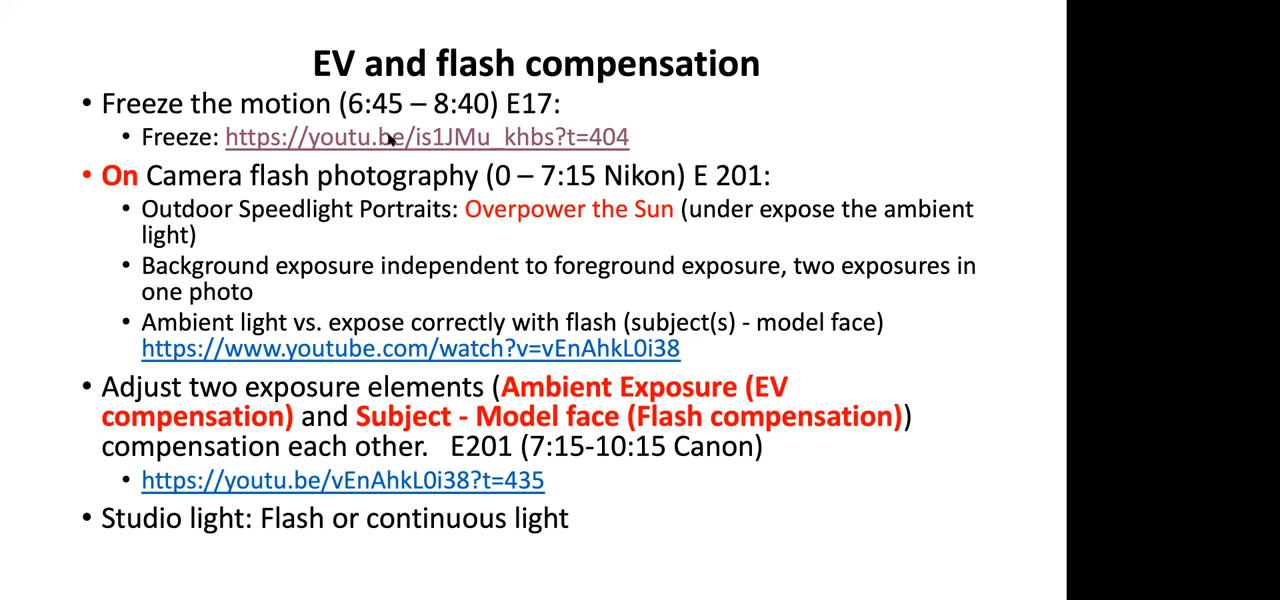 EV and flash compensation
• Freeze the motion (6:45 – 8:40) E17:
• Freeze: https://youtu.be/is1JMu_khbs?t=404
• On Camera flash photography (0 – 7:15 Nikon) E 201:
• Outdoor Speedlight Portraits: Overpower the Sun (under expose the ambient
light)
• Background exposure independent to foreground exposure, two exposures in
one photo
• Ambient light vs. expose correctly with flash (subject(s) - model face)
https://www.youtube.com/watch?v=vEnAhkL0i38
• Adjust two exposure elements (Ambient Exposure (EV
compensation) and Subject - Model face (Flash compensation))
compensation each other.   E201 (7:15-10:15 Canon)
• https://youtu.be/vEnAhkL0i38?t=435
• Studio light: Flash or continuous light